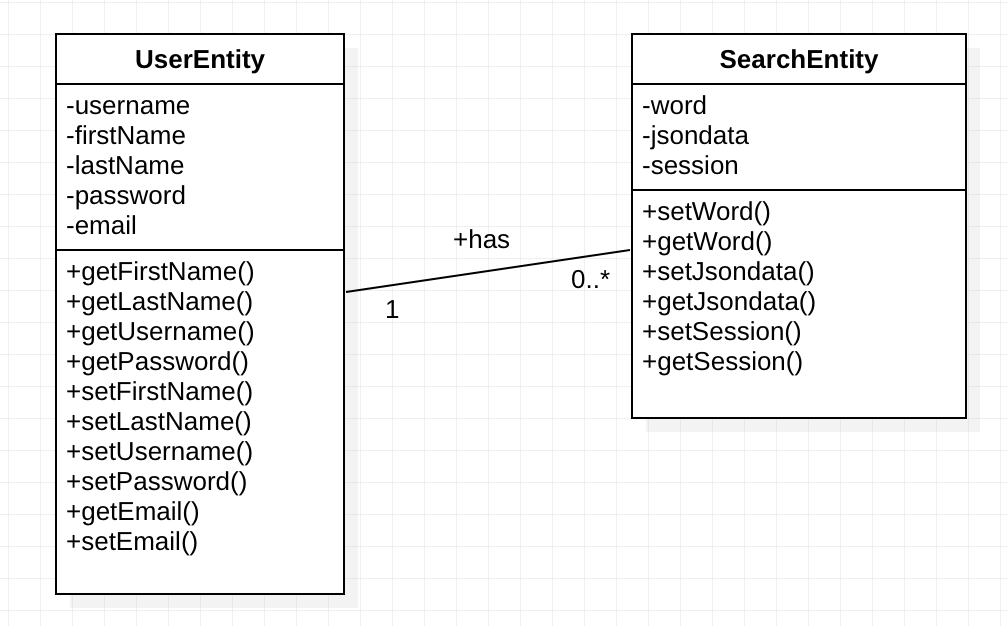 UserEntity
-username
-firstName
-lastName
-password
-email
+getFirstName()
+getLastName()
+getUsername()
+getPassword()
+setFirstName()
+setLastName()
+setUsername()
+setPassword()
+getEmail()
+setEmail()
+has
1
0..*
SearchEntity
-word
-jsondata
-session
+setWord()
+getWord()
+setJsondata()
+getJsondata()
+setSession()
+getSession()